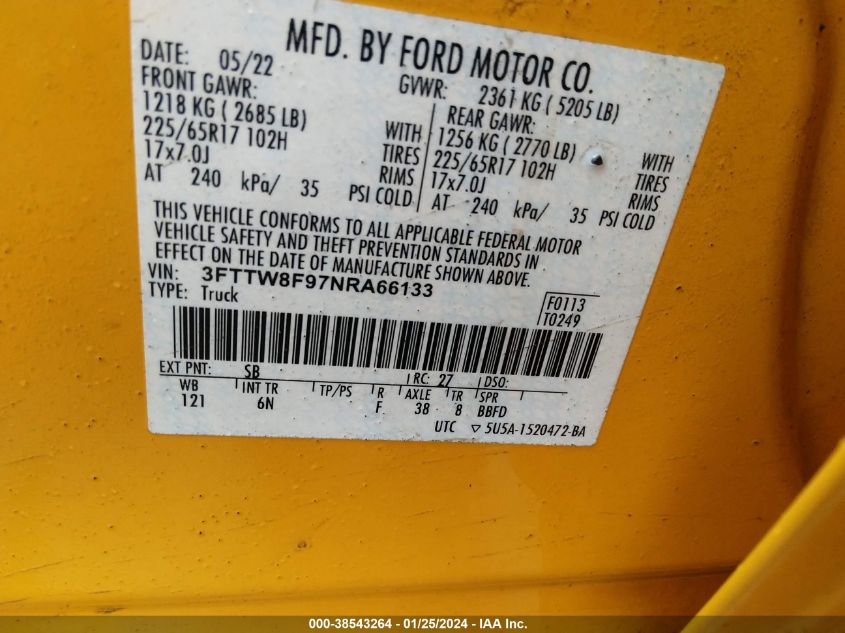 MFD. BY FORD MOTOR CO.
DATE: 05/22 GVWR: 2361 KG ( 5205 LB)
FRONT GAWR: REAR GAWR:
1218 KG ( 2685 LB) WITH 1256 KG ( 2770 LB) WITH
225/65R17 102H TIRES 225/65R17 102H TIRES
17x7.0J RIMS 17x7.0J RIMS
AT 240 kPa/ 35 PSI COLD AT 240 kPa/ 35 PSI COLD
THIS VEHICLE CONFORMS TO ALL APPLICABLE FEDERAL MOTOR
VEHICLE SAFETY AND THEFT PREVENTION STANDARDS IN
EFFECT ON THE DATE OF MANUFACTURE SHOWN ABOVE.
VIN: 3FTTW8F97NRA66133
TYPE: Truck F0113
T0249
EXT PNT: SB RC: 27 DSO:
WB INT TR TP/PS R AXLE TR SPR
121 6N F 38 8 BBFD
UTC ▽ 5U5A-1520472-BA
000-38543264 - 01/25/2024 - IAA Inc.